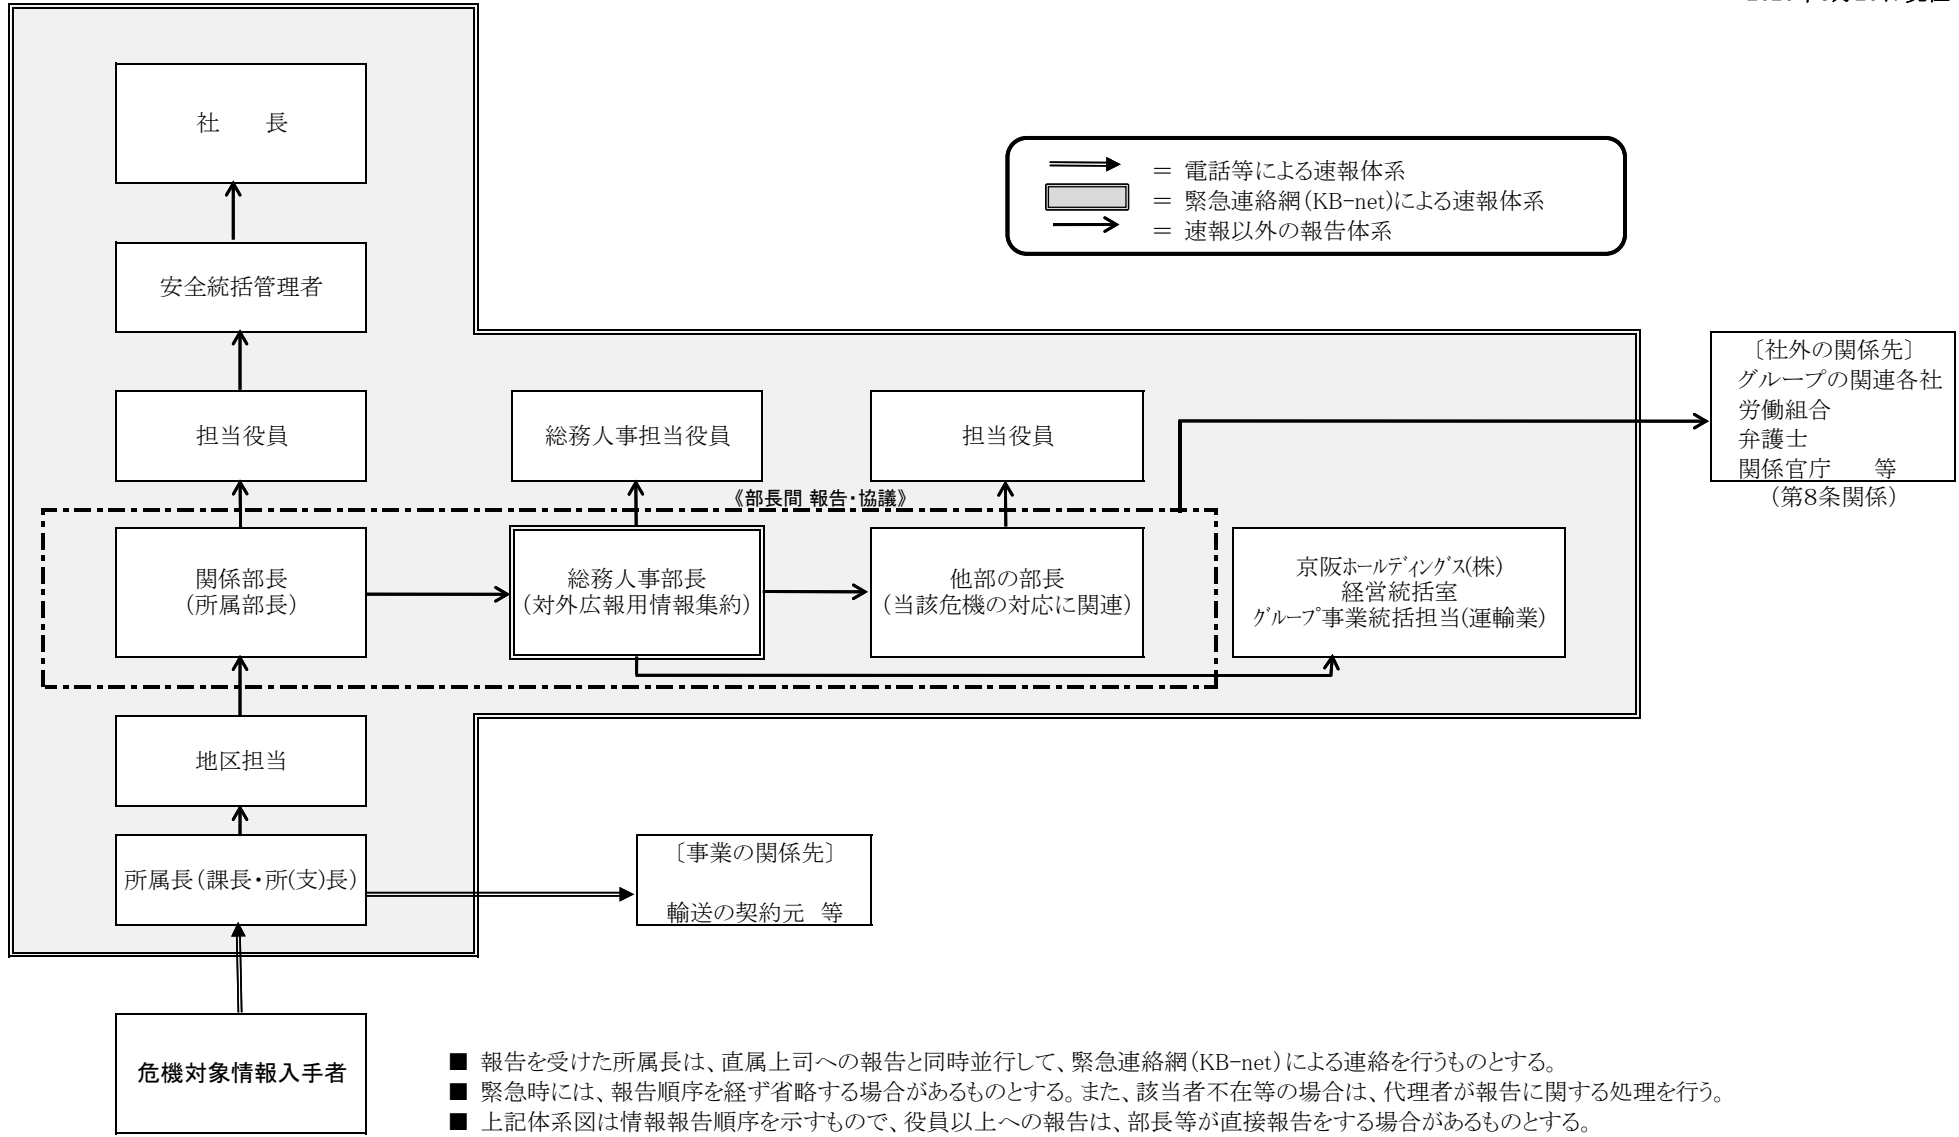 社　　長
＝ 電話等による速報体系
＝ 緊急連絡網(KB-net)による速報体系
＝ 速報以外の報告体系
安全統括管理者
〔社外の関係先〕
グループの関連各社
労働組合
弁護士
関係官庁　　等
(第8条関係)
担当役員
総務人事担当役員
担当役員
《部長間 報告・協議》
関係部長
(所属部長)
総務人事部長
(対外広報用情報集約)
他部の部長
(当該危機の対応に関連)
京阪ホールディングス(株)
経営統括室
グループ事業統括担当(運輸業)
地区担当
所属長(課長・所(支)長)
〔事業の関係先〕
輸送の契約元　等
危機対象情報入手者
■ 報告を受けた所属長は、直属上司への報告と同時並行して、緊急連絡網(KB-net)による連絡を行うものとする。
■ 緊急時には、報告順序を経ず省略する場合があるものとする。また、該当者不在等の場合は、代理者が報告に関する処理を行う。
■ 上記体系図は情報報告順序を示すもので、役員以上への報告は、部長等が直接報告をする場合があるものとする。